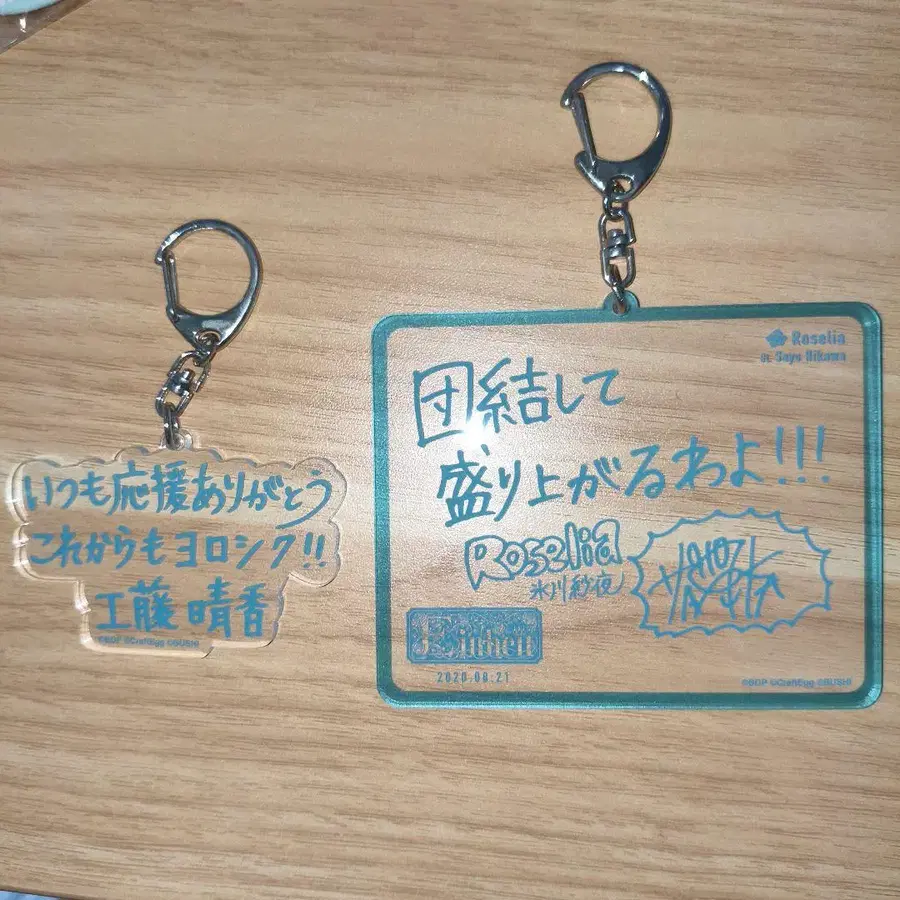 いつも応援ありがとう
これからもヨロシク!!
工藤晴香
©BDP ©CraftEgg ©BUSHI
Roselia
Gt. Sayo Hikawa
団結して
盛り上がるわよ!!!
Roselia
氷川紗夜
Einheit
2020.08.21
©BDP ©CraftEgg ©BUSHI